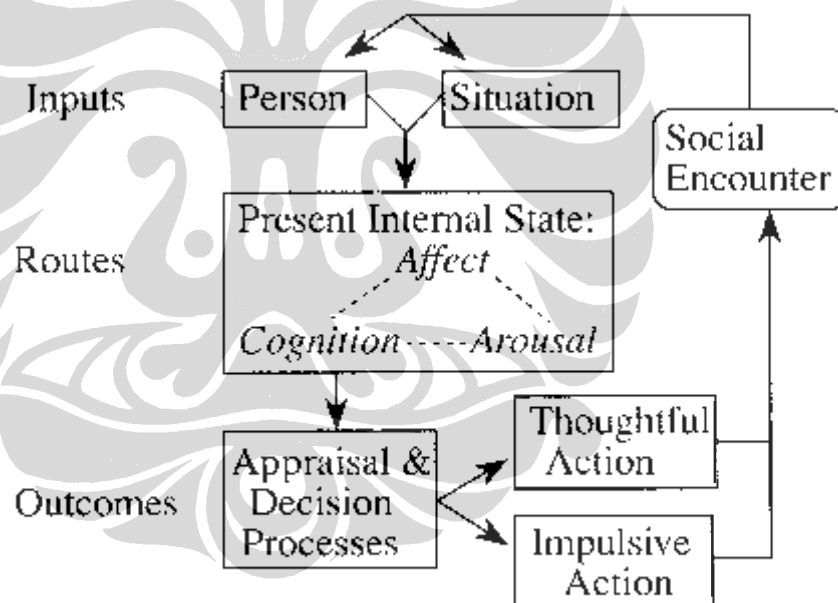 Inputs
Person
Situation
Social
Encounter
Routes
Present Internal State:
Affect
Cognition
Arousal
Outcomes
Appraisal &
Decision
Processes
Thoughtful
Action
Impulsive
Action